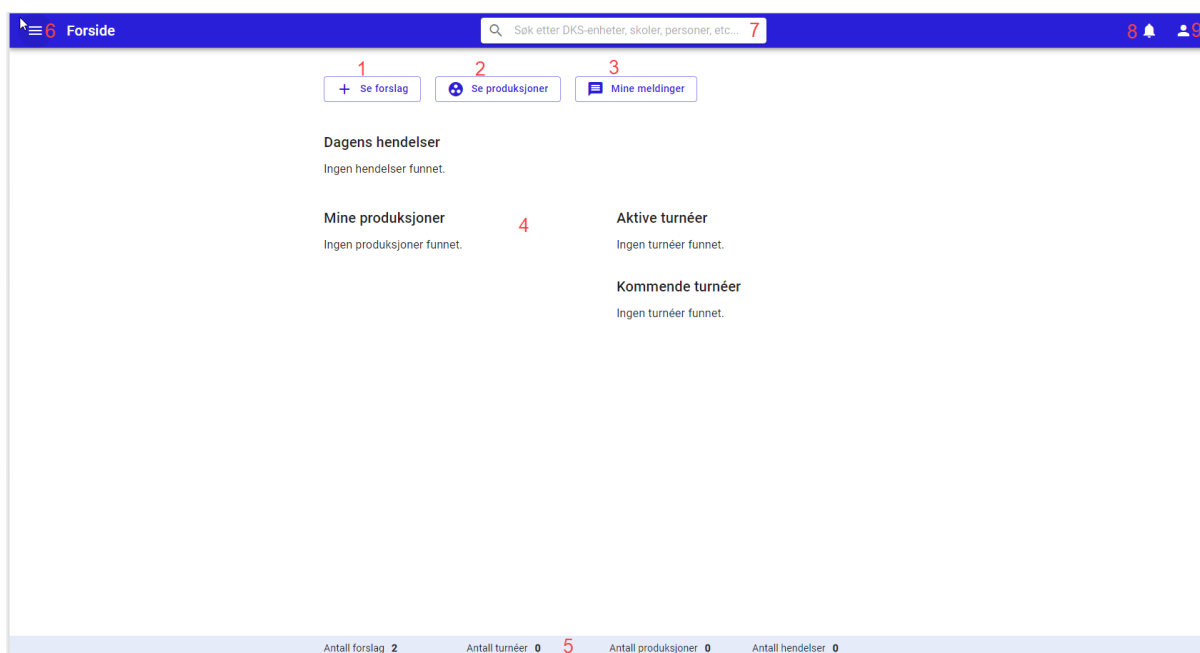 6 Forside
Søk etter DKS-enheter, skoler, personer, etc... 7
8 9
1 2 3
Se forslag Se produksjoner Mine meldinger
Dagens hendelser
Ingen hendelser funnet.
Mine produksjoner
Ingen produksjoner funnet.
4
Aktive turnéer
Ingen turnéer funnet.
Kommende turnéer
Ingen turnéer funnet.
Antall forslag 2 Antall turnéer 0 5 Antall produksjoner 0 Antall hendelser 0